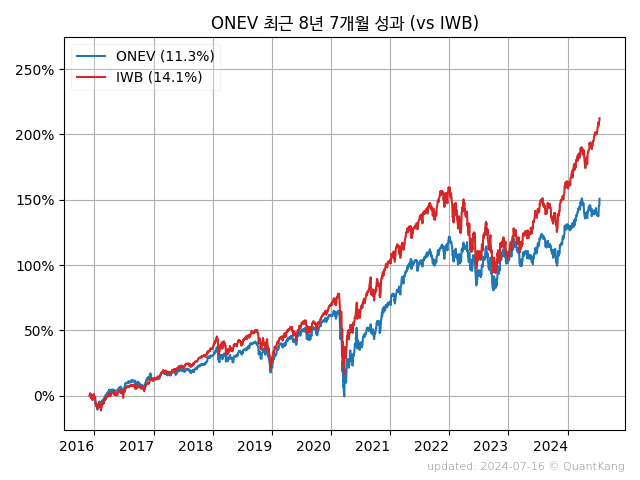 ONEV 최근 8년 7개월 성과 (vs IWB)
ONEV (11.3%)
IWB (14.1%)
250%
200%
150%
100%
50%
0%
2016 2017 2018 2019 2020 2021 2022 2023 2024
updated: 2024-07-16 © QuantKang